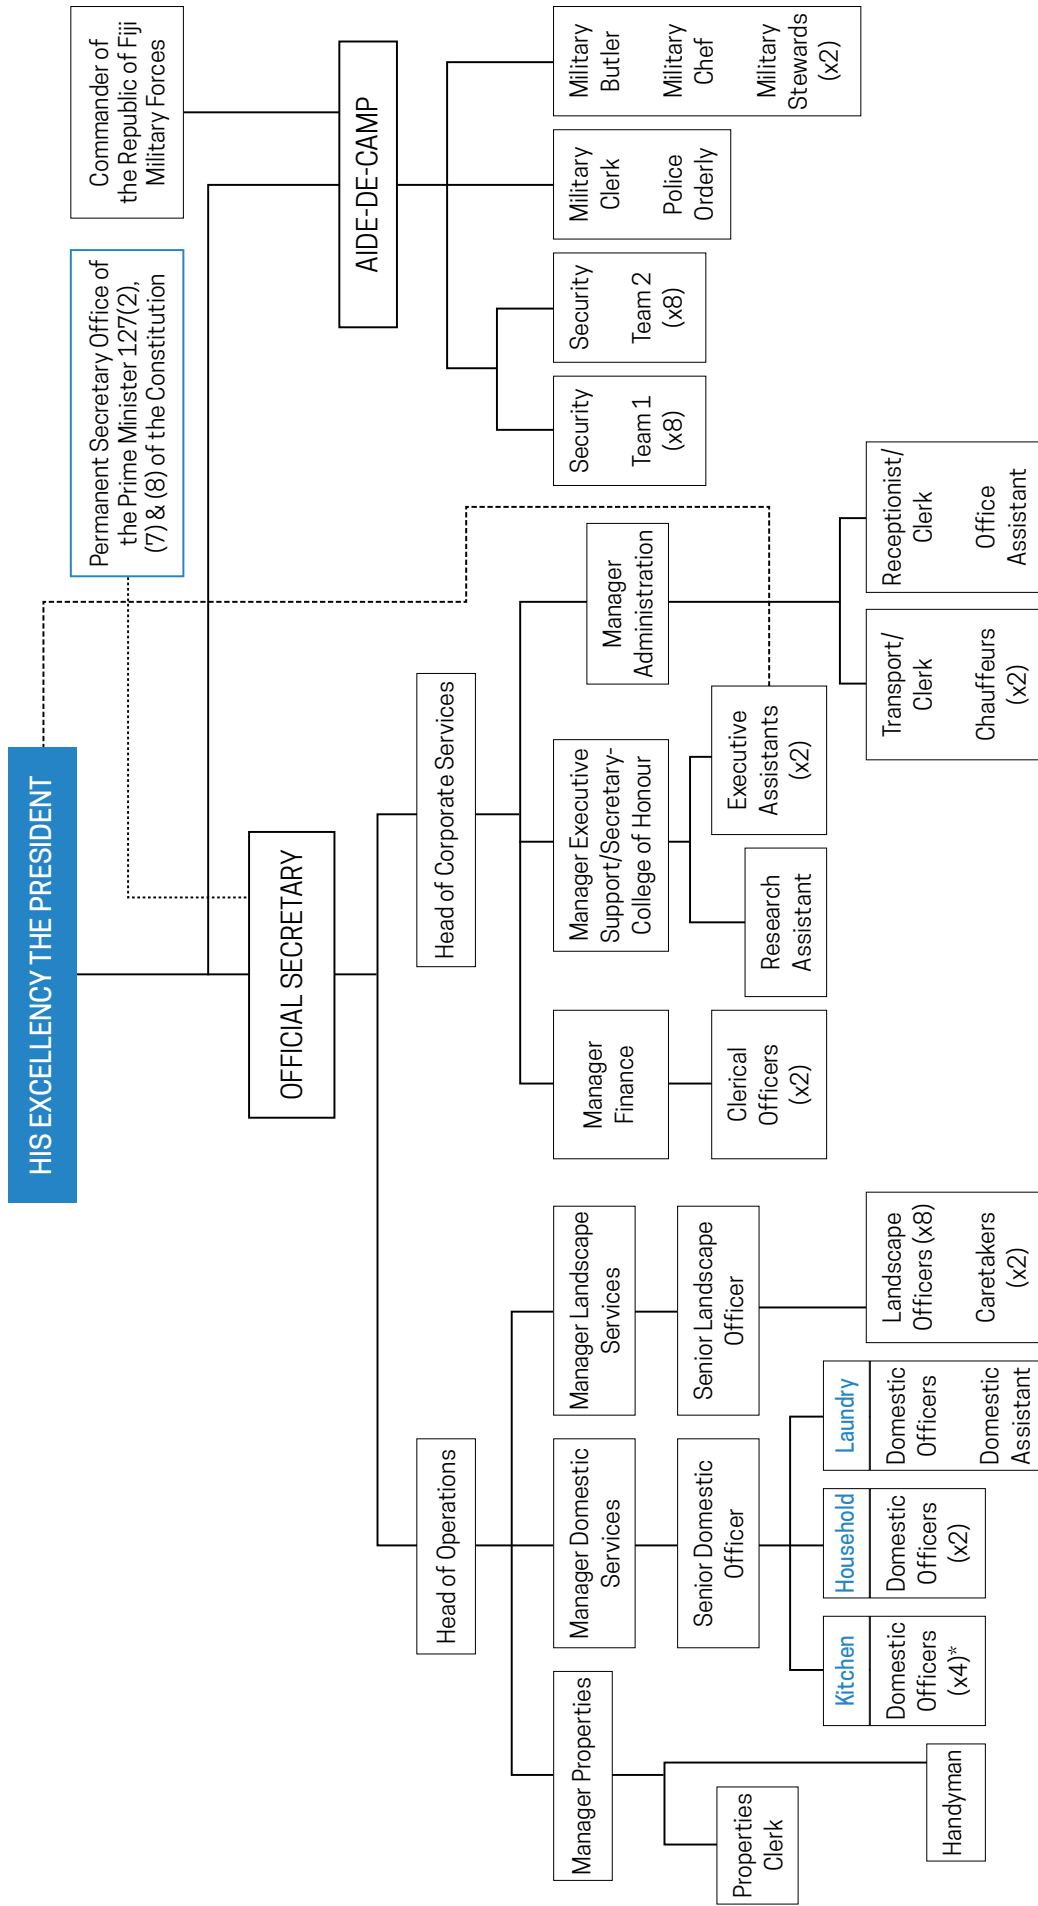 HIS EXCELLENCY THE PRESIDENT
Permanent Secretary Office of
the Prime Minister 127(2),
(7) & (8) of the Constitution
Commander of
the Republic of Fiji
Military Forces
OFFICIAL SECRETARY
AIDE-DE-CAMP
Head of Operations
Head of Corporate Services
Manager Properties
Manager Domestic
Services
Manager Landscape
Services
Manager
Finance
Manager Executive
Support/Secretary-
College of Honour
Manager
Administration
Security
Team 1
(x8)
Security
Team 2
(x8)
Military
Clerk
Police
Orderly
Military
Butler
Military
Chef
Military
Stewards
(x2)
Properties
Clerk
Senior Domestic
Officer
Senior Landscape
Officer
Clerical
Officers
(x2)
Research
Assistant
Executive
Assistants
(x2)
Handyman
Kitchen
Domestic
Officers
(x4)*
Household
Domestic
Officers
(x2)
Laundry
Domestic
Officers
Domestic
Assistant
Landscape
Officers (x8)
Caretakers
(x2)
Transport/
Clerk
Chauffeurs
(x2)
Receptionist/
Clerk
Office
Assistant